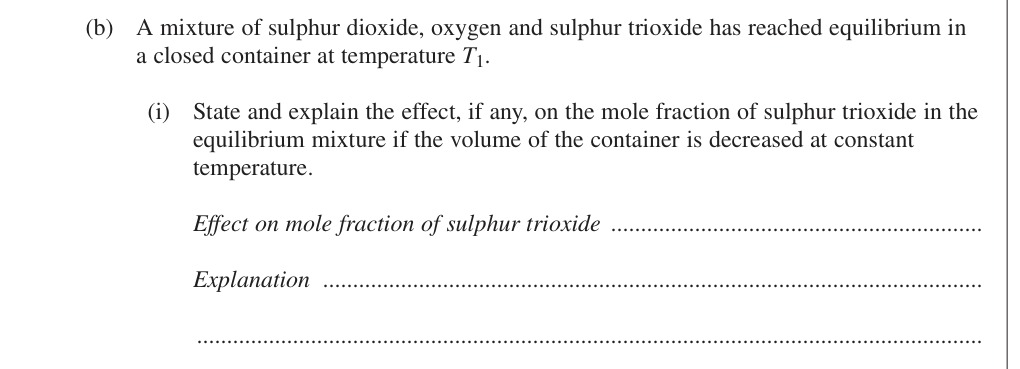 (b) A mixture of sulphur dioxide, oxygen and sulphur trioxide has reached equilibrium in
a closed container at temperature T₁.
(i) State and explain the effect, if any, on the mole fraction of sulphur trioxide in the
equilibrium mixture if the volume of the container is decreased at constant
temperature.
Effect on mole fraction of sulphur trioxide ..............................................................
Explanation ..............................................................................................................
...................................................................................................................................